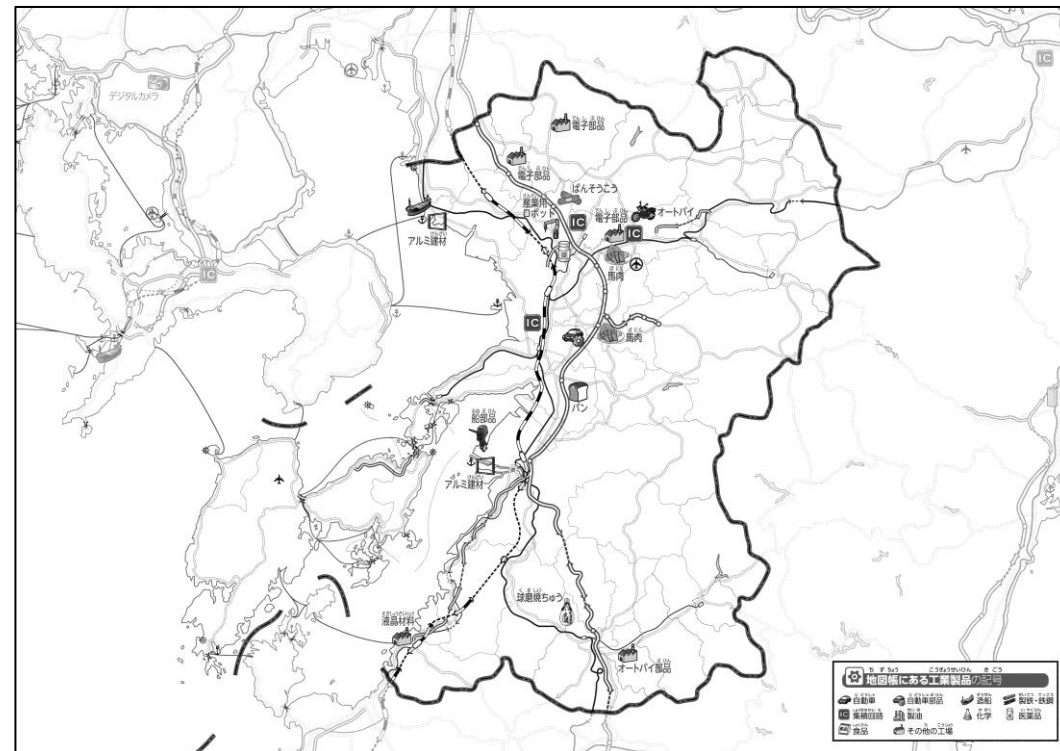 デジタルカメラ
IC
電子部品
電子部品
ばんそうこう
産業用
ロボット
電子部品
オートバイ
IC
IC
アルミ建材
馬肉
IC
IC
馬肉
パン
船部品
アルミ建材
球磨焼ちゅう
液晶材料
オートバイ部品
地図帳にある工業製品の記号
自動車
自動車部品
造船
製鉄・鉄鋼
IC 集積回路
製油
化学
医薬品
食品
その他の工場